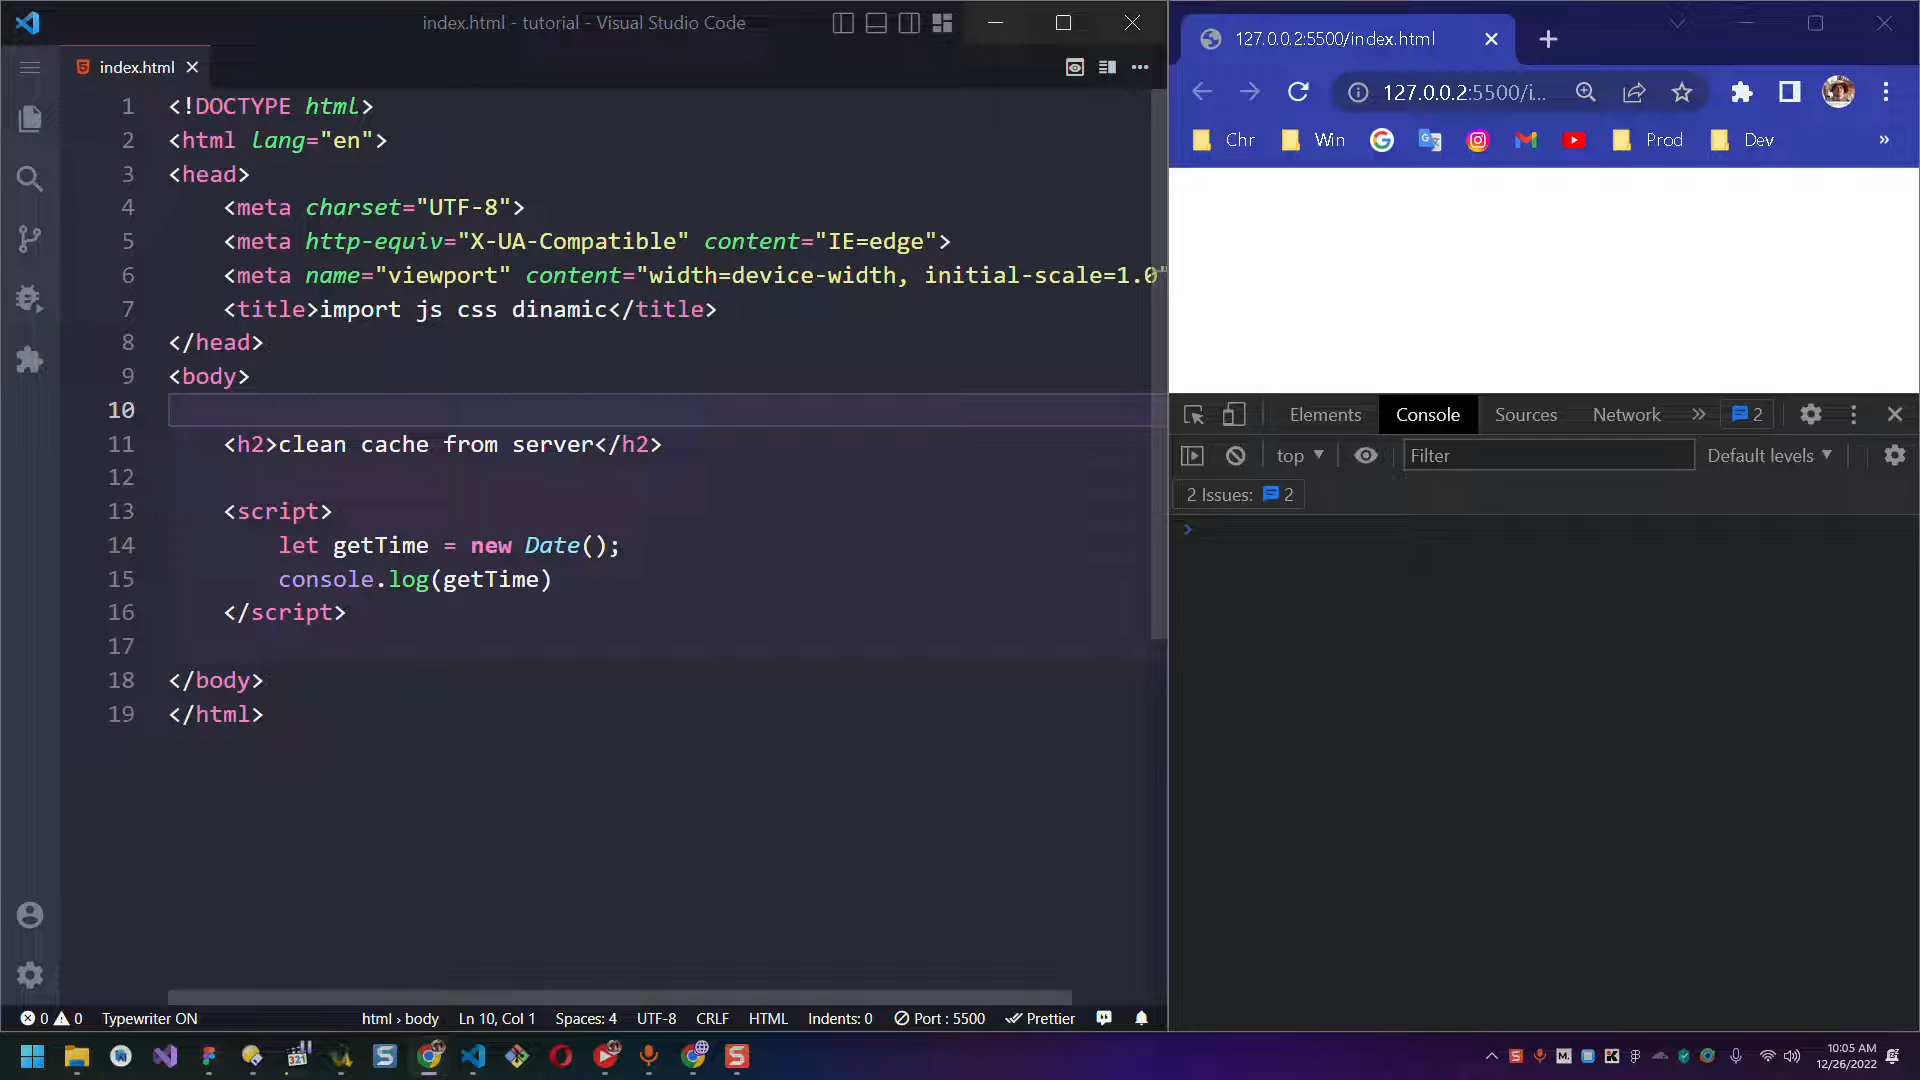 index.html - tutorial - Visual Studio Code
index.html
1 <!DOCTYPE html>
2 <html lang="en">
3 <head>
4 <meta charset="UTF-8">
5 <meta http-equiv="X-UA-Compatible" content="IE=edge">
6 <meta name="viewport" content="width=device-width, initial-scale=1.0"
7 <title>import js css dinamic</title>
8 </head>
9 <body>
10
11 <h2>clean cache from server</h2>
12
13 <script>
14 let getTime = new Date();
15 console.log(getTime)
16 </script>
17
18 </body>
19 </html>
0 0 Typewriter ON html › body Ln 10, Col 1 Spaces: 4 UTF-8 CRLF HTML Indents: 0 Port : 5500 Prettier
127.0.0.2:5500/index.html
127.0.0.2:5500/i...
Chr Win Prod Dev »
Elements Console Sources Network » 2
top Filter Default levels
2 Issues: 2
321
10:05 AM
12/26/2022